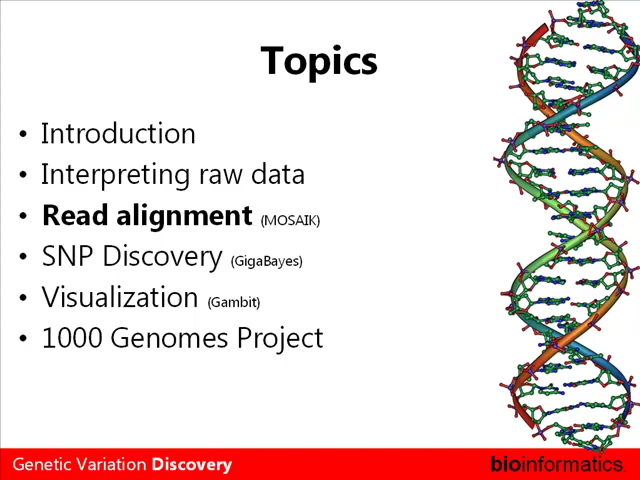 Topics
• Introduction
• Interpreting raw data
• Read alignment (MOSAIK)
• SNP Discovery (GigaBayes)
• Visualization (Gambit)
• 1000 Genomes Project
Genetic Variation Discovery
bioinformatics.